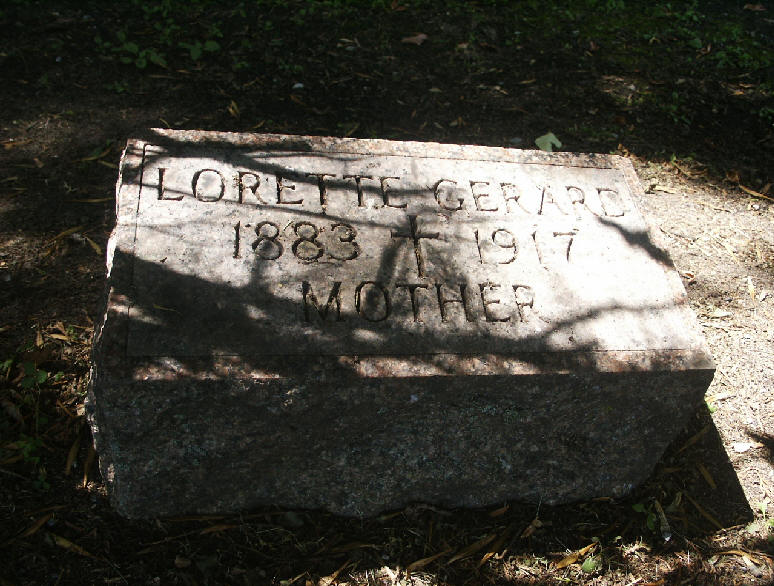 LORETTE GERARD
1883 ✝ 1917
MOTHER